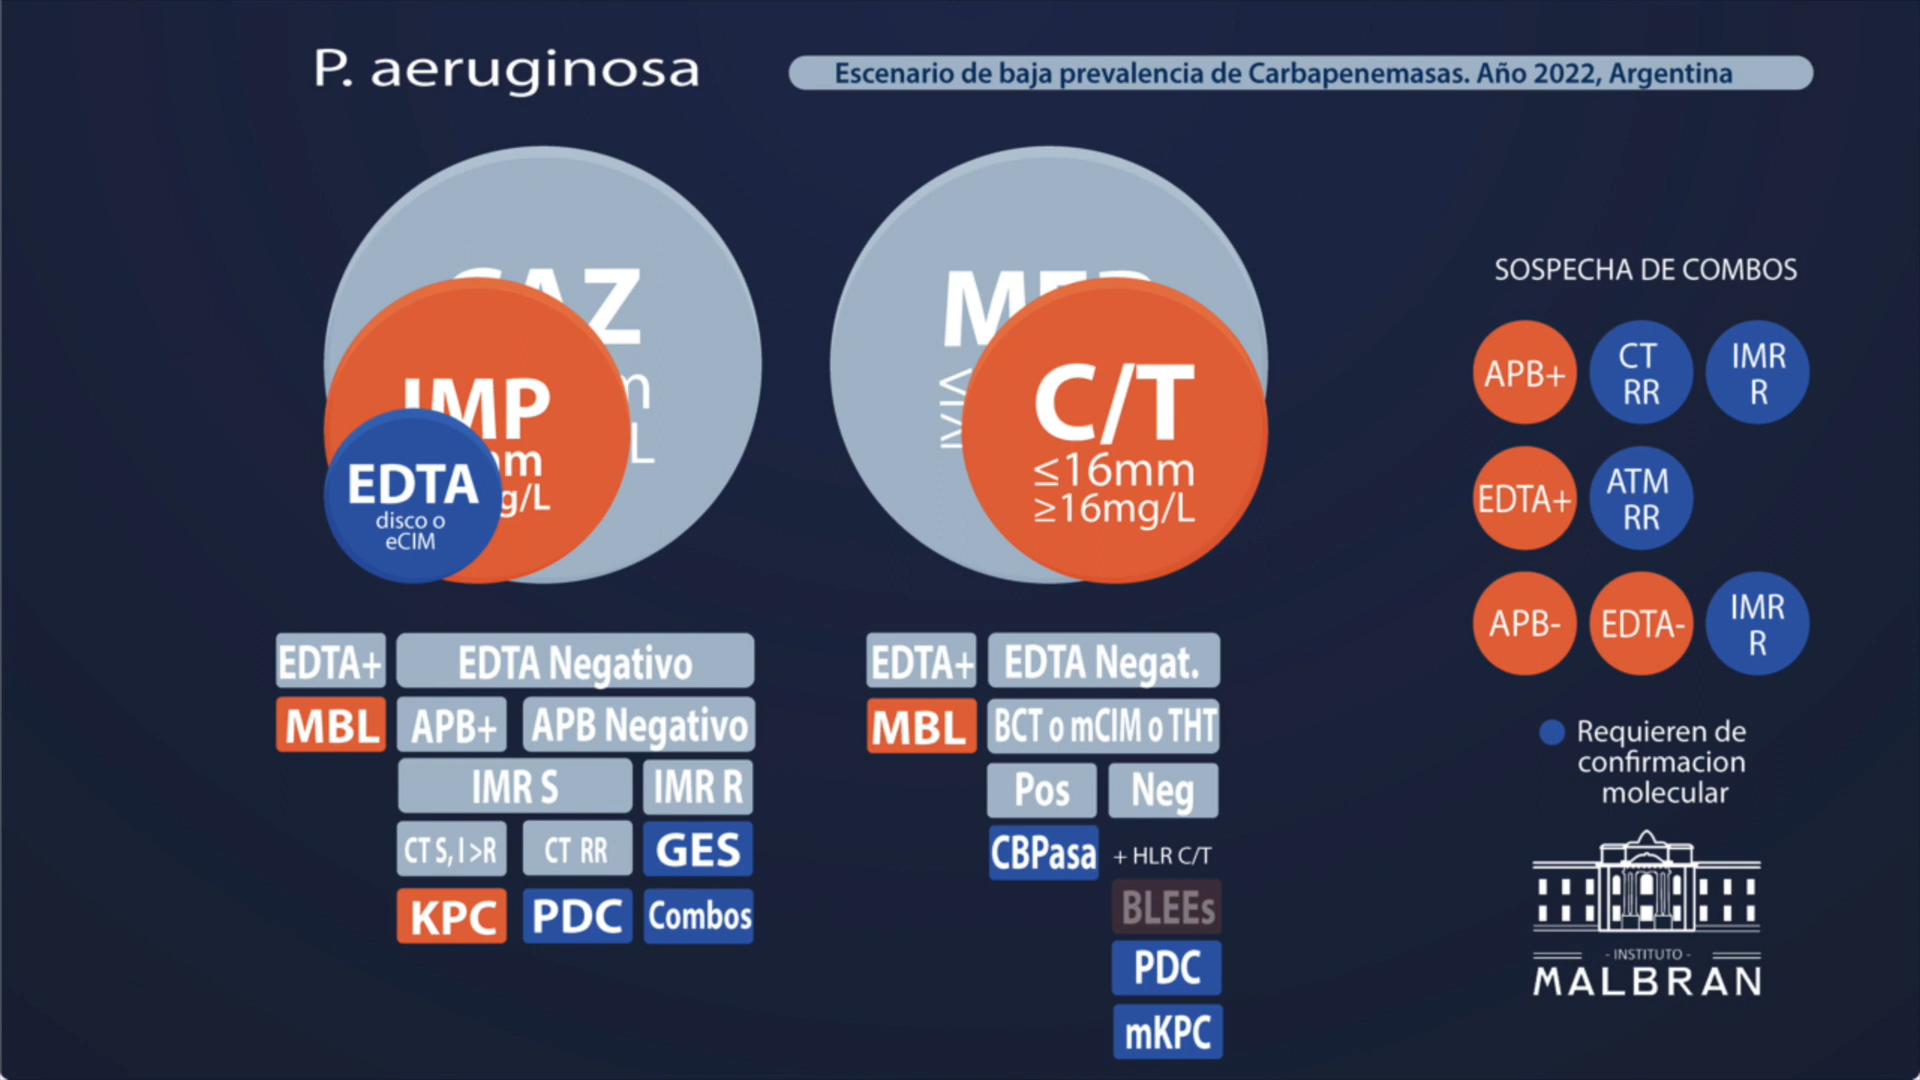 P. aeruginosa
Escenario de baja prevalencia de Carbapenemasas. Año 2022, Argentina
IMP
g/L
EDTA
disco o
eCIM
C/T
≤16mm
≥16mg/L
SOSPECHA DE COMBOS
APB+
CT
RR
IMR
R
EDTA+
ATM
RR
APB-
EDTA-
IMR
R
Requieren de
confirmacion
molecular
EDTA+
EDTA Negativo
MBL
APB+
APB Negativo
IMR S
IMR R
CT S, I >R
CT RR
GES
KPC
PDC
Combos
EDTA+
EDTA Negat.
MBL
BCT o mCIM o THT
Pos
Neg
CBPasa
+ HLR C/T
BLEEs
PDC
mKPC
- INSTITUTO -
MALBRAN